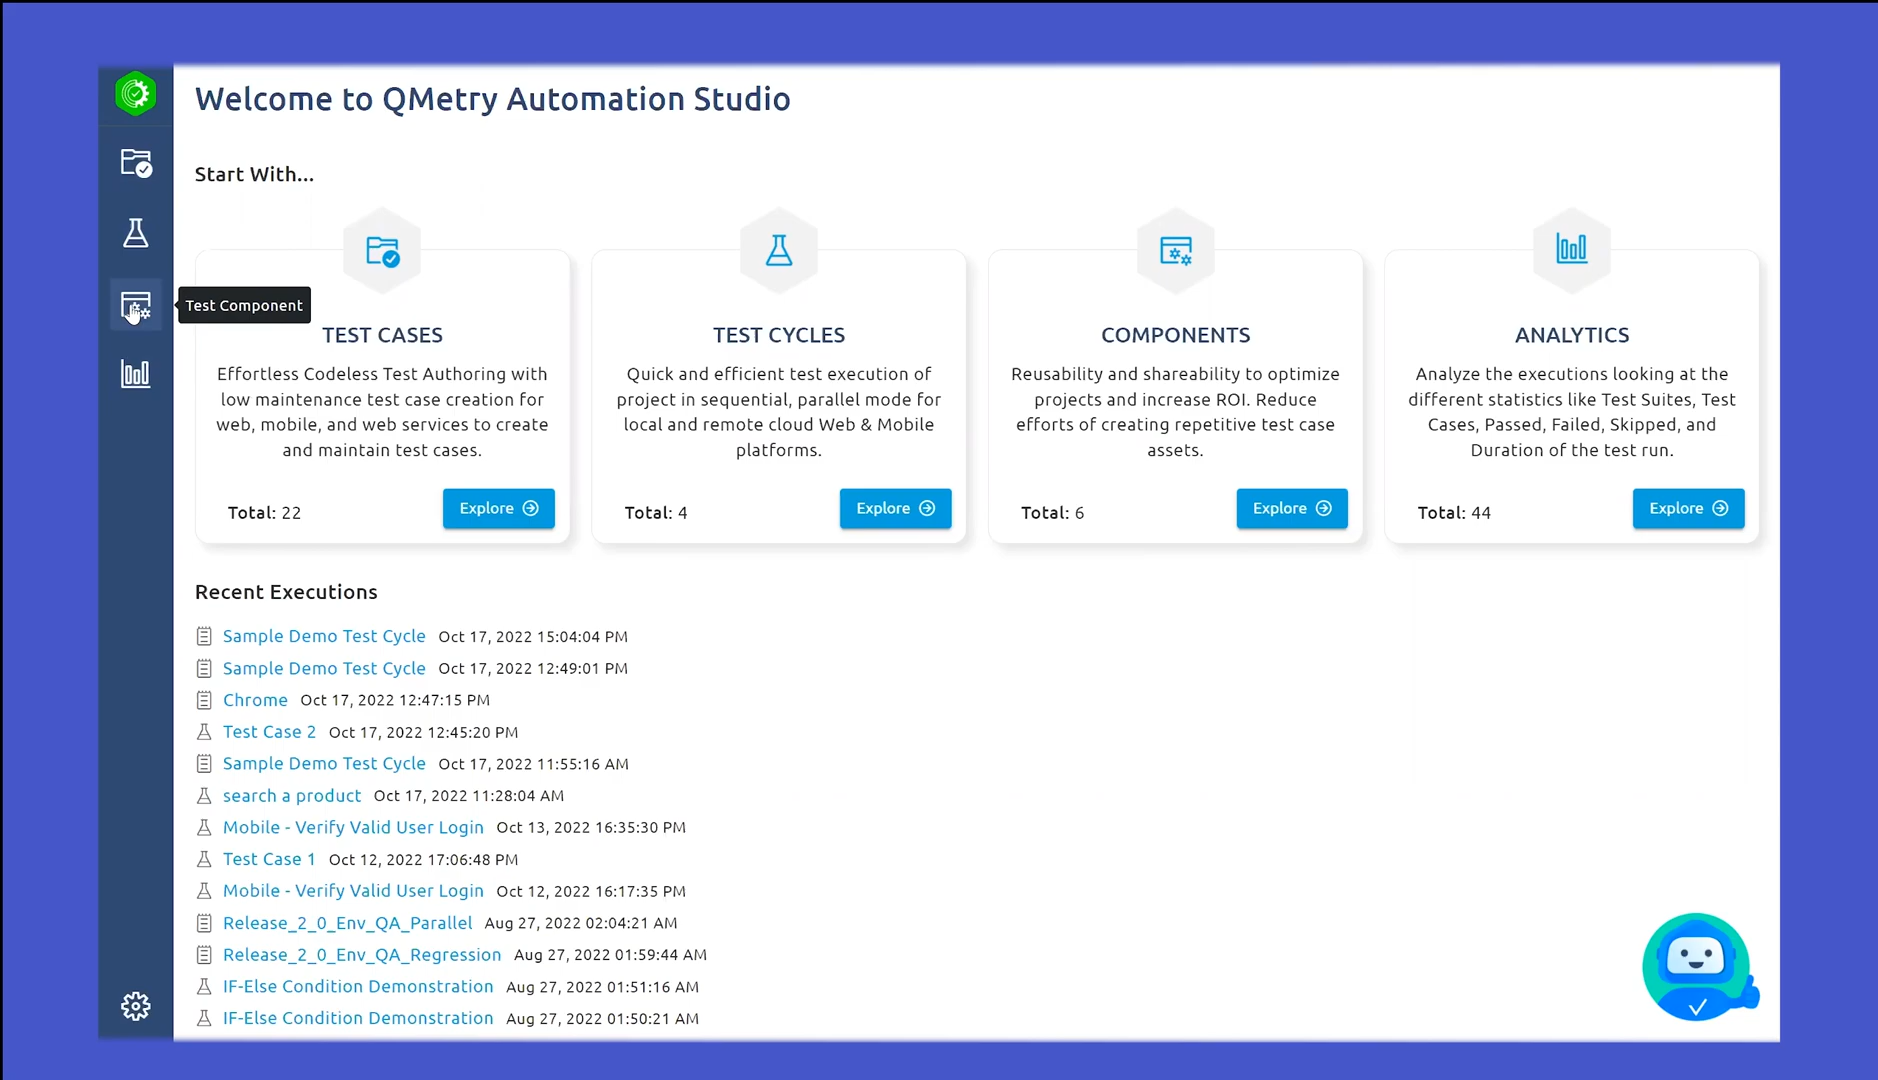 Welcome to QMetry Automation Studio
Start With...
Test Component
TEST CASES
Effortless Codeless Test Authoring with
low maintenance test case creation for
web, mobile, and web services to create
and maintain test cases.
Total: 22
Explore
TEST CYCLES
Quick and efficient test execution of
project in sequential, parallel mode for
local and remote cloud Web & Mobile
platforms.
Total: 4
Explore
COMPONENTS
Reusability and shareability to optimize
projects and increase ROI. Reduce
efforts of creating repetitive test case
assets.
Total: 6
Explore
ANALYTICS
Analyze the executions looking at the
different statistics like Test Suites, Test
Cases, Passed, Failed, Skipped, and
Duration of the test run.
Total: 44
Explore
Recent Executions
Sample Demo Test Cycle Oct 17, 2022 15:04:04 PM
Sample Demo Test Cycle Oct 17, 2022 12:49:01 PM
Chrome Oct 17, 2022 12:47:15 PM
Test Case 2 Oct 17, 2022 12:45:20 PM
Sample Demo Test Cycle Oct 17, 2022 11:55:16 AM
search a product Oct 17, 2022 11:28:04 AM
Mobile - Verify Valid User Login Oct 13, 2022 16:35:30 PM
Test Case 1 Oct 12, 2022 17:06:48 PM
Mobile - Verify Valid User Login Oct 12, 2022 16:17:35 PM
Release_2_0_Env_QA_Parallel Aug 27, 2022 02:04:21 AM
Release_2_0_Env_QA_Regression Aug 27, 2022 01:59:44 AM
IF-Else Condition Demonstration Aug 27, 2022 01:51:16 AM
IF-Else Condition Demonstration Aug 27, 2022 01:50:21 AM